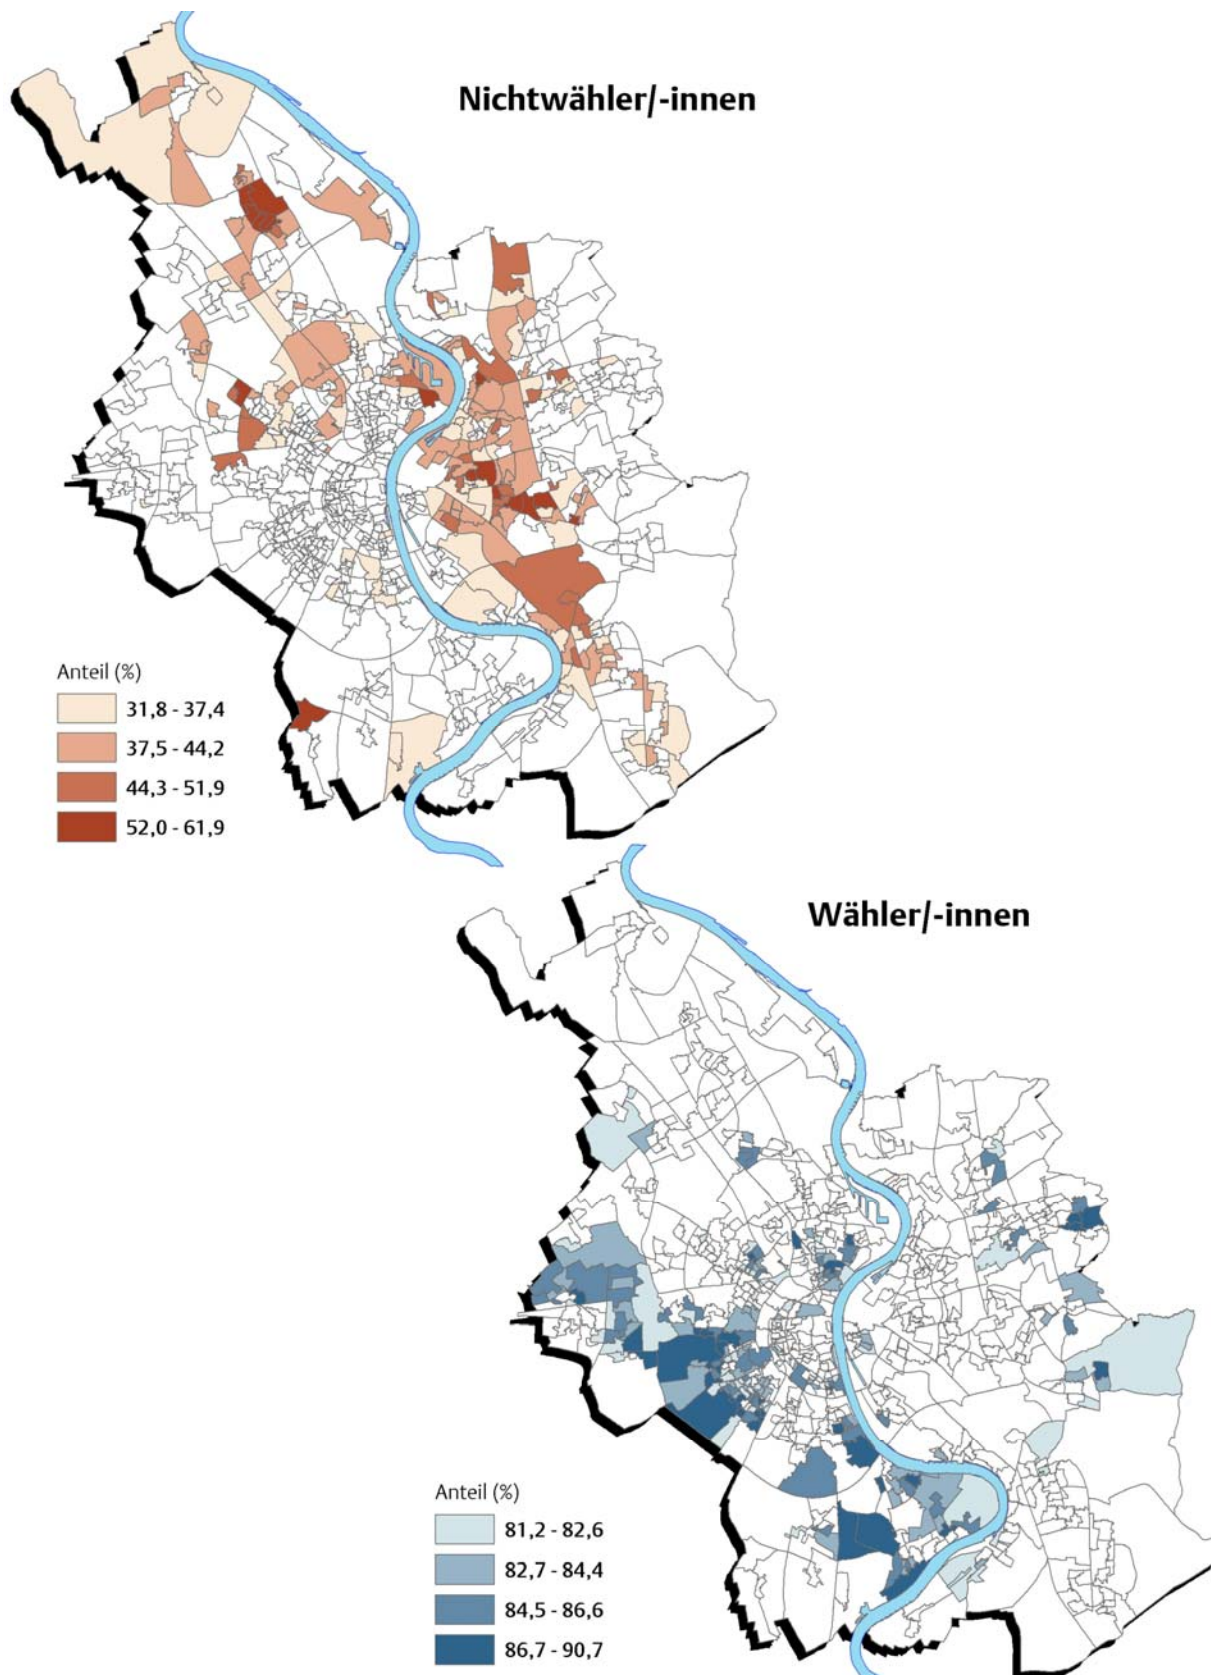 Nichtwähler/-innen
Anteil (%)
31,8 - 37,4
37,5 - 44,2
44,3 - 51,9
52,0 - 61,9
Wähler/-innen
Anteil (%)
81,2 - 82,6
82,7 - 84,4
84,5 - 86,6
86,7 - 90,7